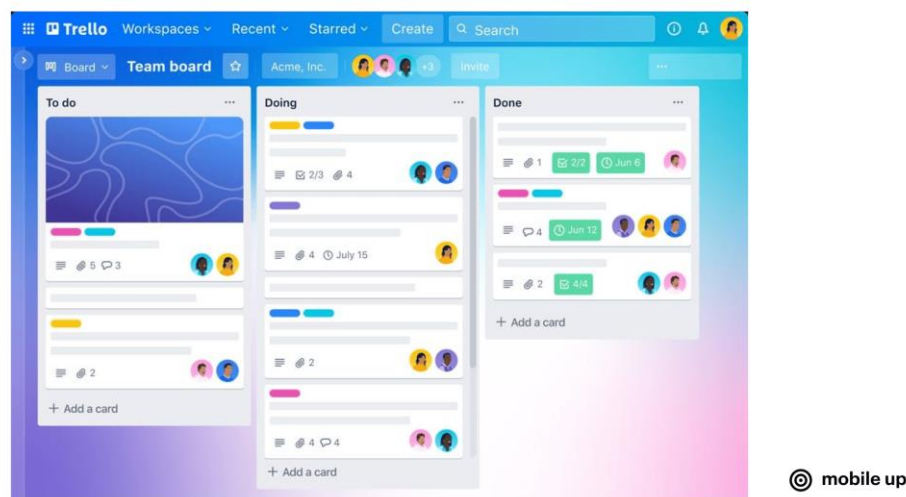 Trello Workspaces Recent Starred Create Search
Board Team board Acme, Inc. +3 Invite
To do
5 3
2
+ Add a card
Doing
2/3 4
4 July 15
2
4 4
+ Add a card
Done
1 2/2 Jun 6
4 Jun 12
2 4/4
+ Add a card
mobile up